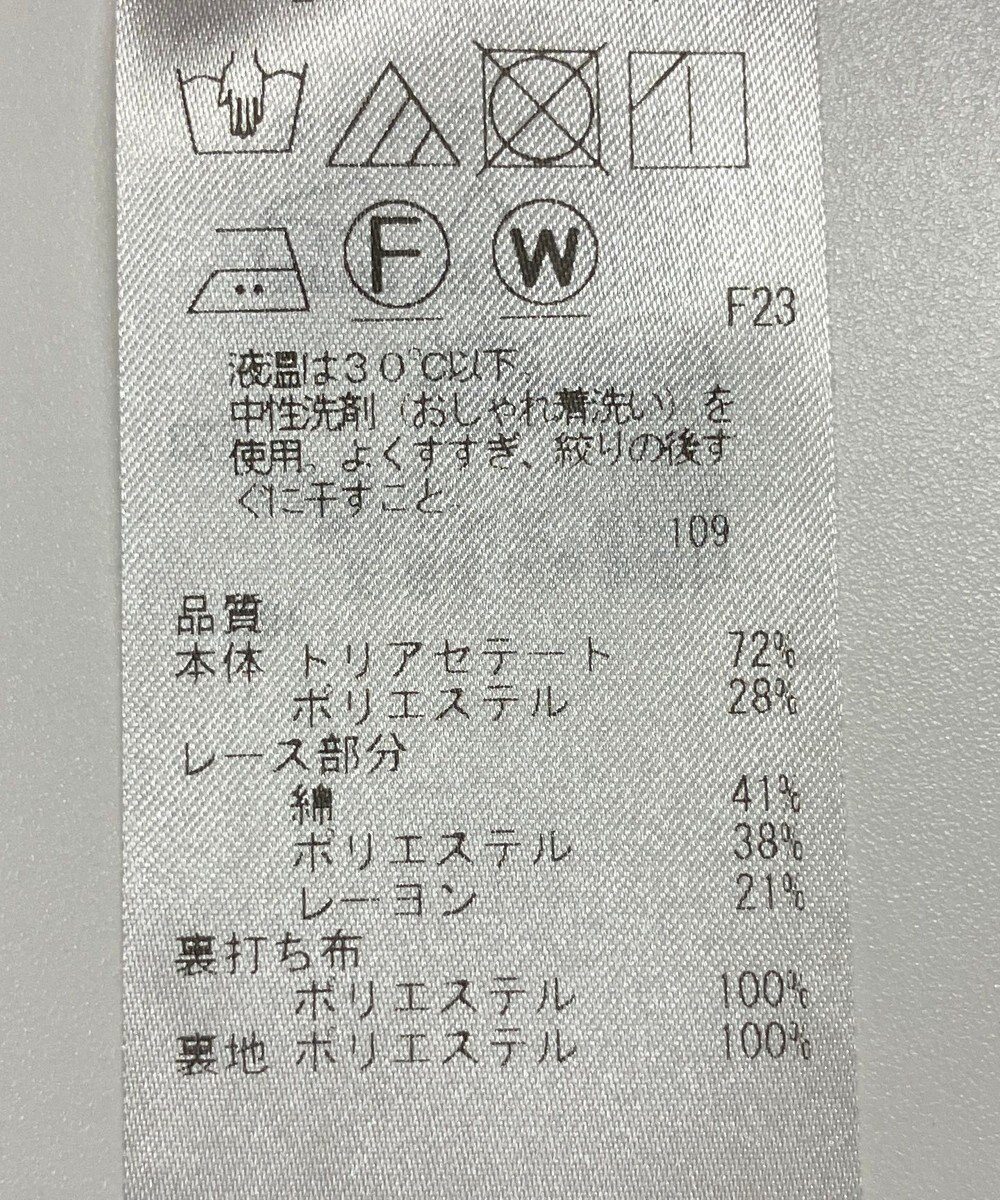 F W
F23
液温は30℃以下。
中性洗剤（おしゃれ着洗い）を
使用。よくすすぎ、絞りの後す
ぐに干すこと。
109
品質
本体 トリアセテート 72%
ポリエステル 28%
レース部分
綿 41%
ポリエステル 38%
レーヨン 21%
裏打ち布
ポリエステル 100%
裏地 ポリエステル 100%